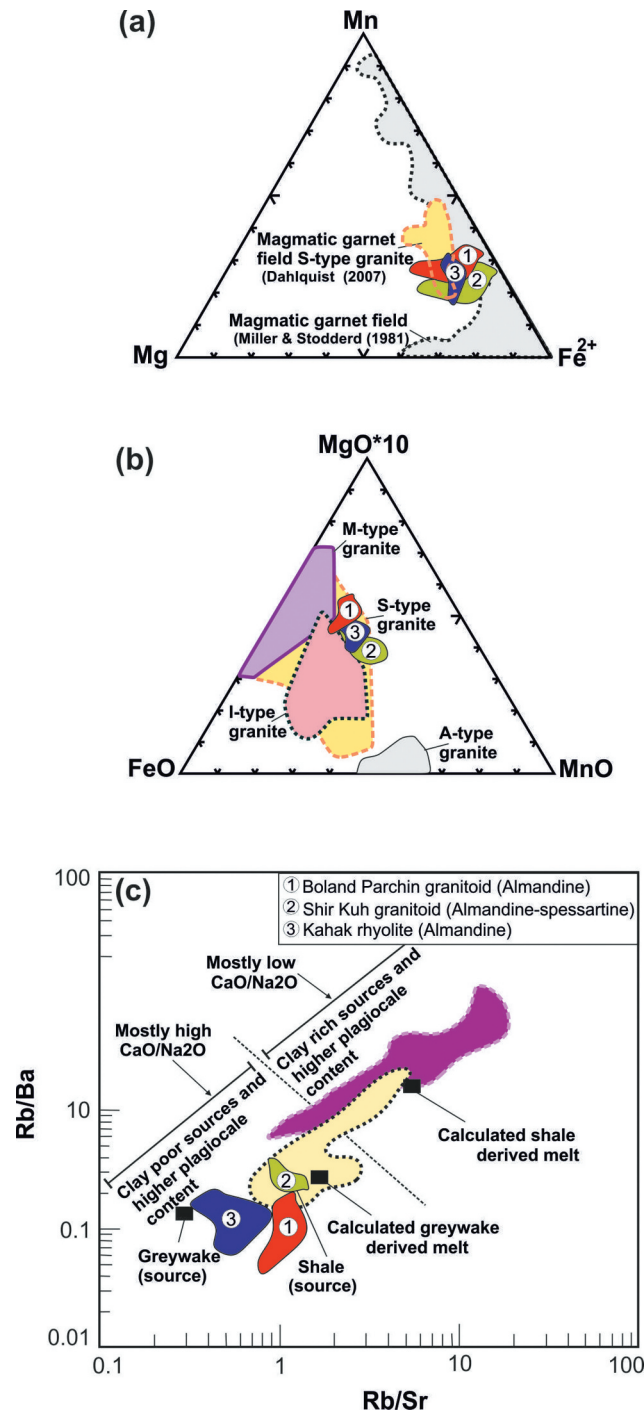 (a)
Mn
Magmatic garnet
field S-type granite
(Dahlquist (2007)
1
3
2
Magmatic garnet field
(Miller & Stodderd (1981)
Mg
Fe2+
(b)
MgO*10
M-type
granite
1
S-type
granite
3
2
I-type
granite
A-type
granite
FeO
MnO
(c)
100
1 Boland Parchin granitoid (Almandine)
2 Shir Kuh granitoid (Almandine-spessartine)
3 Kahak rhyolite (Almandine)
Mostly low
CaO/Na2O
Mostly high
CaO/Na2O
Clay rich sources and
higher plagiocale
content
Clay poor sources and
higher plagiocale
content
Rb/Ba
10
Calculated shale
derived melt
2
0.1
3
1
Calculated greywake
derived melt
Greywake
(source)
Shale
(source)
0.01
0.1
1
10
100
Rb/Sr